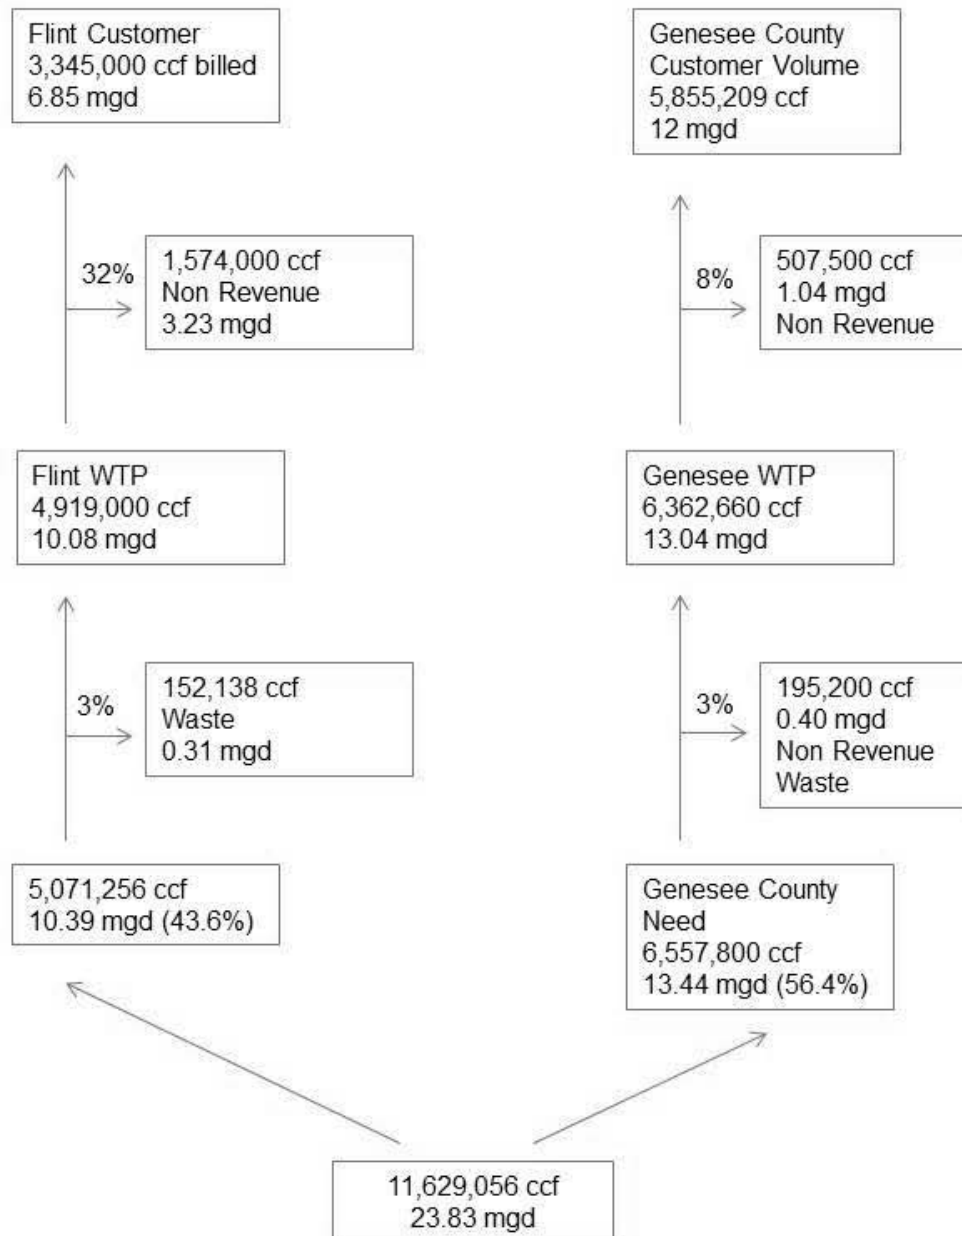 Flint Customer
3,345,000 ccf billed
6.85 mgd
Genesee County
Customer Volume
5,855,209 ccf
12 mgd
32%
1,574,000 ccf
Non Revenue
3.23 mgd
8%
507,500 ccf
1.04 mgd
Non Revenue
Flint WTP
4,919,000 ccf
10.08 mgd
Genesee WTP
6,362,660 ccf
13.04 mgd
3%
152,138 ccf
Waste
0.31 mgd
3%
195,200 ccf
0.40 mgd
Non Revenue
Waste
5,071,256 ccf
10.39 mgd (43.6%)
Genesee County
Need
6,557,800 ccf
13.44 mgd (56.4%)
11,629,056 ccf
23.83 mgd